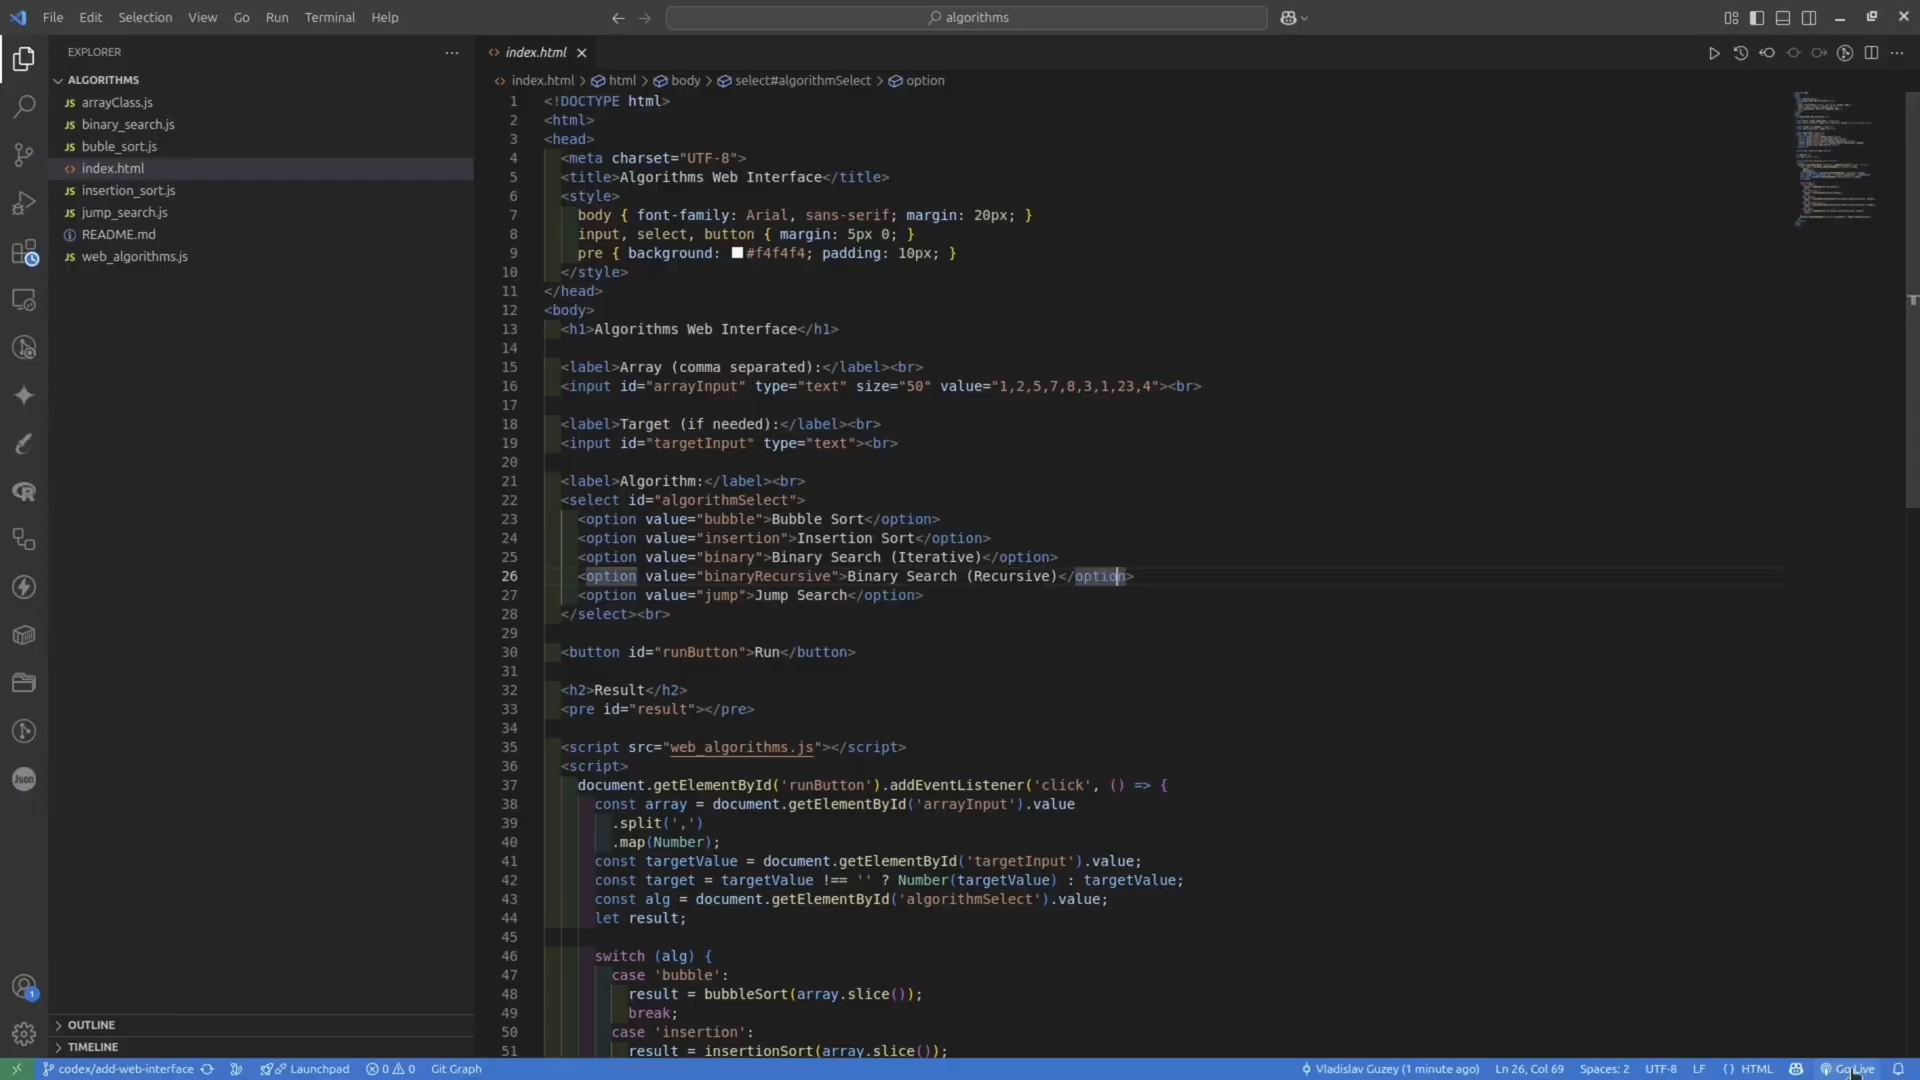 File Edit Selection View Go Run Terminal Help
algorithms
EXPLORER
ALGORITHMS
JS arrayClass.js
JS binary_search.js
JS buble_sort.js
<> index.html
JS insertion_sort.js
JS jump_search.js
README.md
JS web_algorithms.js
OUTLINE
TIMELINE
Json
1
<> index.html
<> index.html > html > body > select#algorithmSelect > option
1 <!DOCTYPE html>
2 <html>
3 <head>
4 <meta charset="UTF-8">
5 <title>Algorithms Web Interface</title>
6 <style>
7 body { font-family: Arial, sans-serif; margin: 20px; }
8 input, select, button { margin: 5px 0; }
9 pre { background: #f4f4f4; padding: 10px; }
10 </style>
11 </head>
12 <body>
13 <h1>Algorithms Web Interface</h1>
14
15 <label>Array (comma separated):</label><br>
16 <input id="arrayInput" type="text" size="50" value="1,2,5,7,8,3,1,23,4"><br>
17
18 <label>Target (if needed):</label><br>
19 <input id="targetInput" type="text"><br>
20
21 <label>Algorithm:</label><br>
22 <select id="algorithmSelect">
23 <option value="bubble">Bubble Sort</option>
24 <option value="insertion">Insertion Sort</option>
25 <option value="binary">Binary Search (Iterative)</option>
26 <option value="binaryRecursive">Binary Search (Recursive)</option>
27 <option value="jump">Jump Search</option>
28 </select><br>
29
30 <button id="runButton">Run</button>
31
32 <h2>Result</h2>
33 <pre id="result"></pre>
34
35 <script src="web_algorithms.js"></script>
36 <script>
37 document.getElementById('runButton').addEventListener('click', () => {
38 const array = document.getElementById('arrayInput').value
39 .split(',')
40 .map(Number);
41 const targetValue = document.getElementById('targetInput').value;
42 const target = targetValue !== '' ? Number(targetValue) : targetValue;
43 const alg = document.getElementById('algorithmSelect').value;
44 let result;
45
46 switch (alg) {
47 case 'bubble':
48 result = bubbleSort(array.slice());
49 break;
50 case 'insertion':
51 result = insertionSort(array.slice());
codex/add-web-interface Launchpad 0 0 Git Graph Vladislav Guzey (1 minute ago) Ln 26, Col 69 Spaces: 2 UTF-8 LF {} HTML Go Live